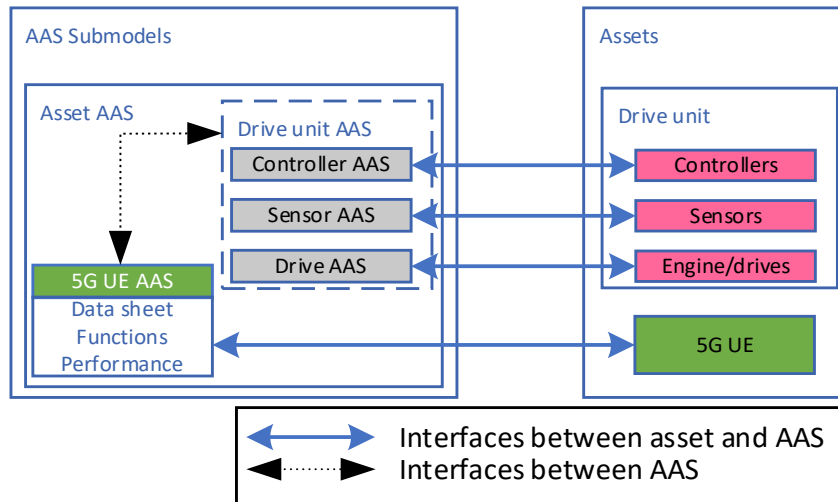 AAS Submodels
Asset AAS
Drive unit AAS
Controller AAS
Sensor AAS
Drive AAS
5G UE AAS
Data sheet
Functions
Performance
Assets
Drive unit
Controllers
Sensors
Engine/drives
5G UE
Interfaces between asset and AAS
Interfaces between AAS